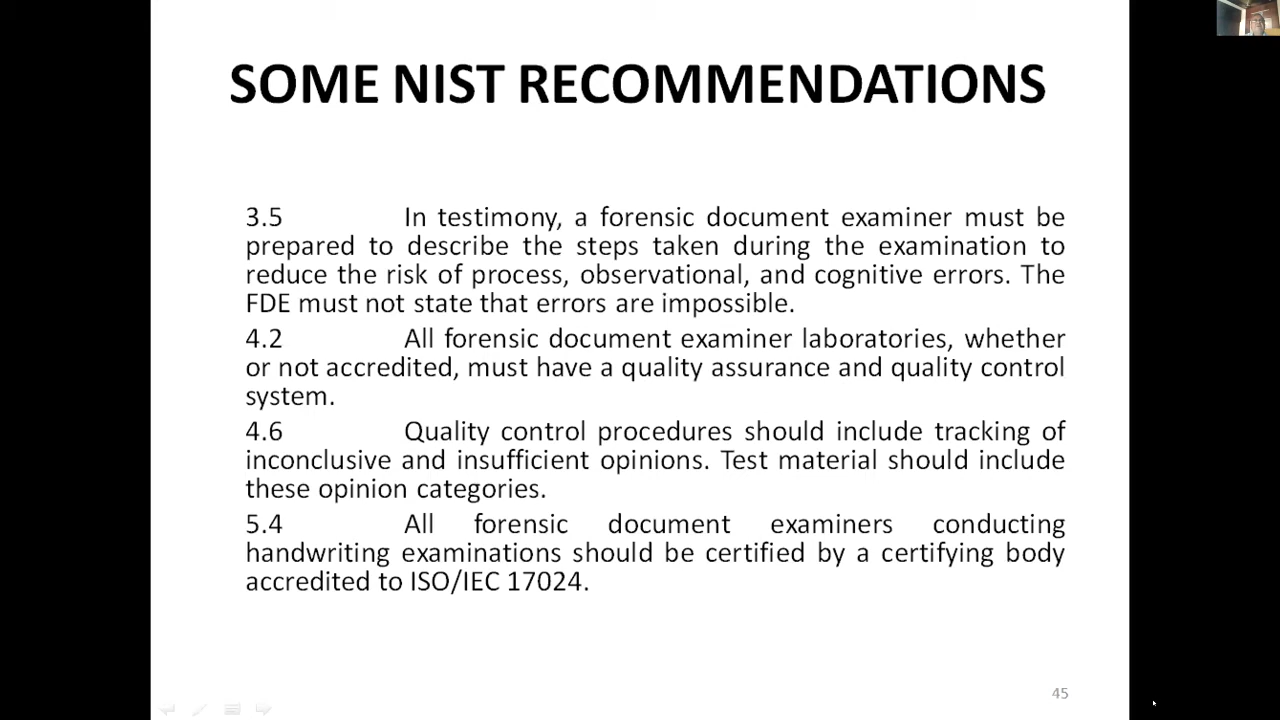 SOME NIST RECOMMENDATIONS
3.5 In testimony, a forensic document examiner must be
prepared to describe the steps taken during the examination to
reduce the risk of process, observational, and cognitive errors. The
FDE must not state that errors are impossible.
4.2 All forensic document examiner laboratories, whether
or not accredited, must have a quality assurance and quality control
system.
4.6 Quality control procedures should include tracking of
inconclusive and insufficient opinions. Test material should include
these opinion categories.
5.4 All forensic document examiners conducting
handwriting examinations should be certified by a certifying body
accredited to ISO/IEC 17024.
45